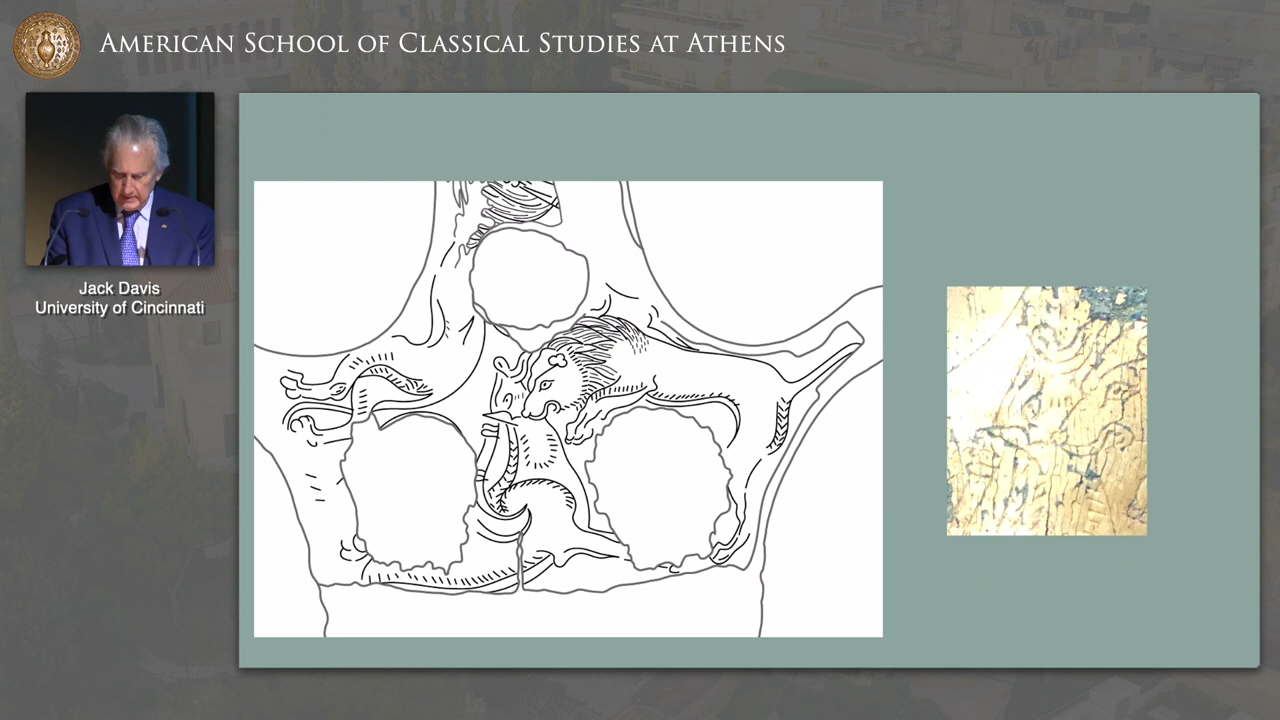 AMERICAN SCHOOL OF CLASSICAL STUDIES AT ATHENS
Jack Davis
University of Cincinnati